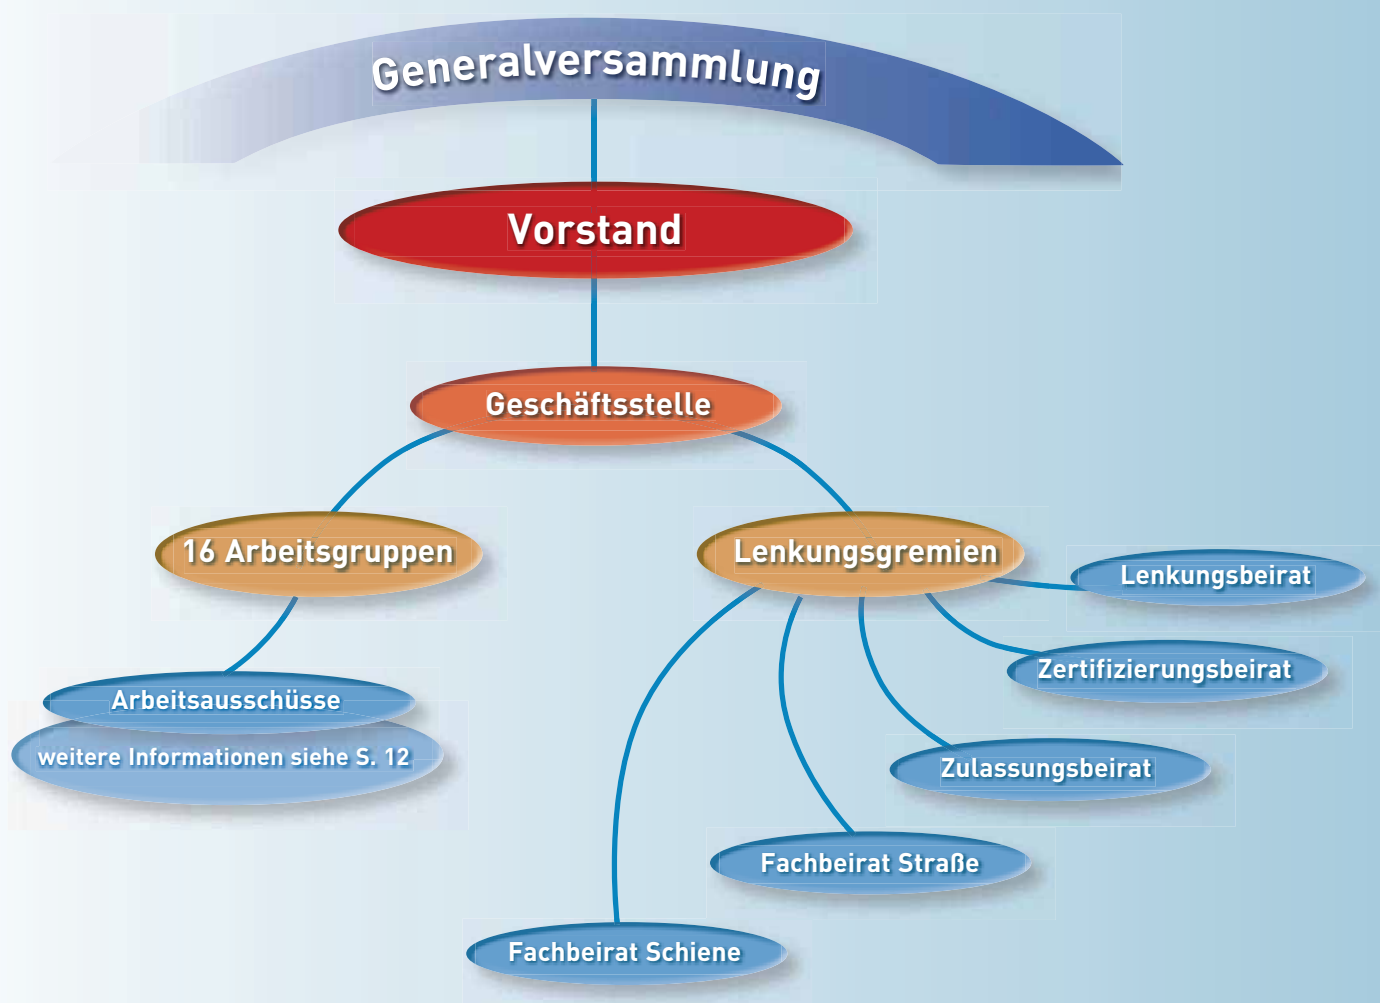 Generalversammlung
Vorstand
Geschäftsstelle
16 Arbeitsgruppen
Lenkungsgremien
Lenkungsbeirat
Zertifizierungsbeirat
Arbeitsausschüsse
weitere Informationen siehe S. 12
Zulassungsbeirat
Fachbeirat Straße
Fachbeirat Schiene